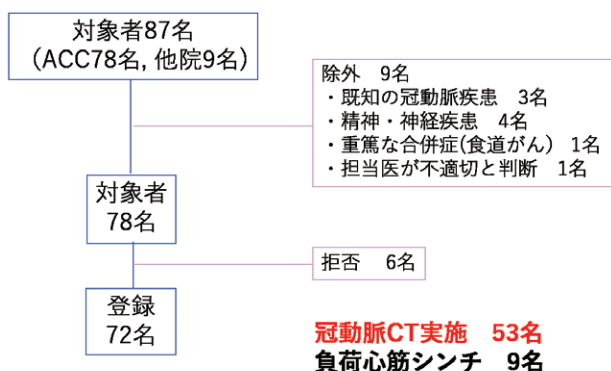 対象者87名
（ACC78名, 他院9名）
除外　9名
・既知の冠動脈疾患　3名
・精神・神経疾患　4名
・重篤な合併症(食道がん）　1名
・担当医が不適切と判断　1名
対象者
78名
拒否　6名
登録
72名
冠動脈CT実施　53名
負荷心筋シンチ　9名